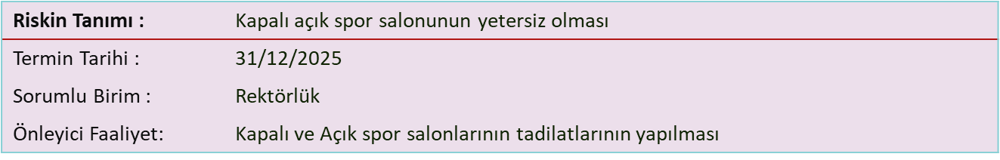 Riskin Tanımı : Kapalı açık spor salonunun yetersiz olması
Termin Tarihi : 31/12/2025
Sorumlu Birim : Rektörlük
Önleyici Faaliyet: Kapalı ve Açık spor salonlarının tadilatlarının yapılması